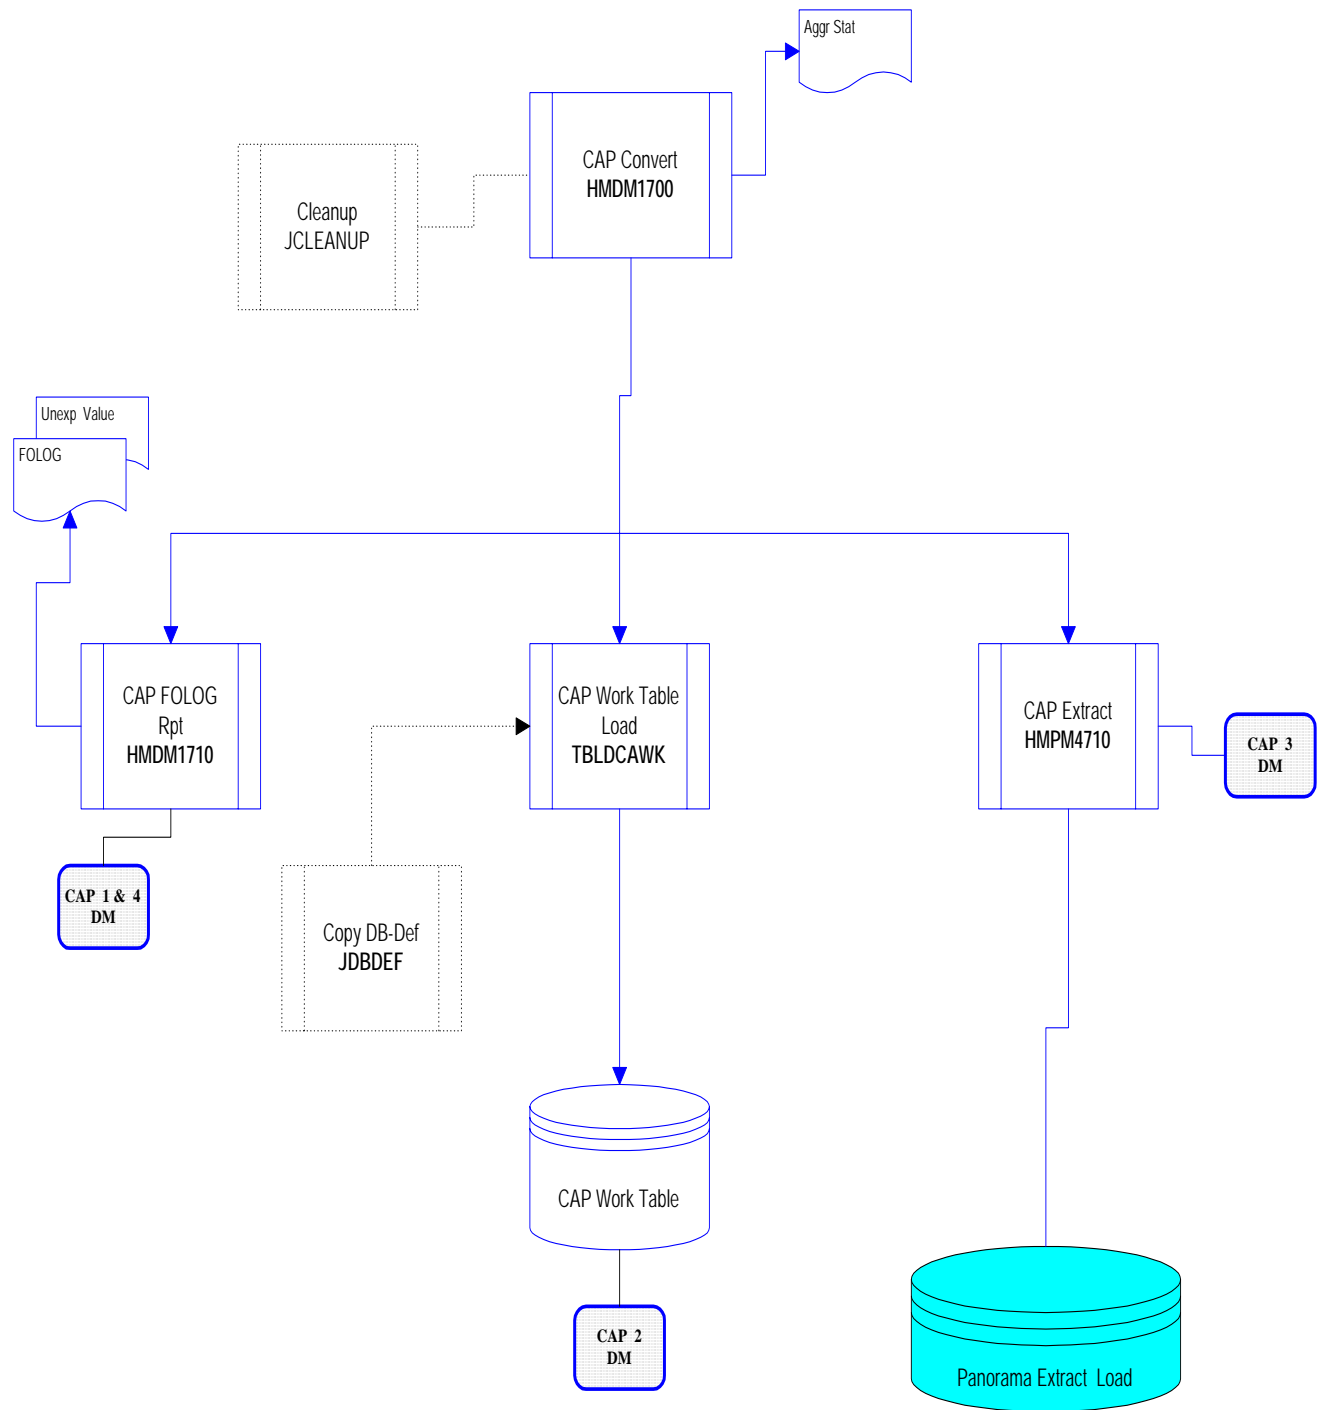 Aggr Stat
CAP Convert
HMDM1700
Cleanup
JCLEANUP
Unexp Value
FOLOG
CAP FOLOG
Rpt
HMDM1710
CAP Work Table
Load
TBLDCAWK
CAP Extract
HMPM4710
CAP 3
DM
CAP 1 & 4
DM
Copy DB-Def
JDBDEF
CAP Work Table
CAP 2
DM
Panorama Extract Load